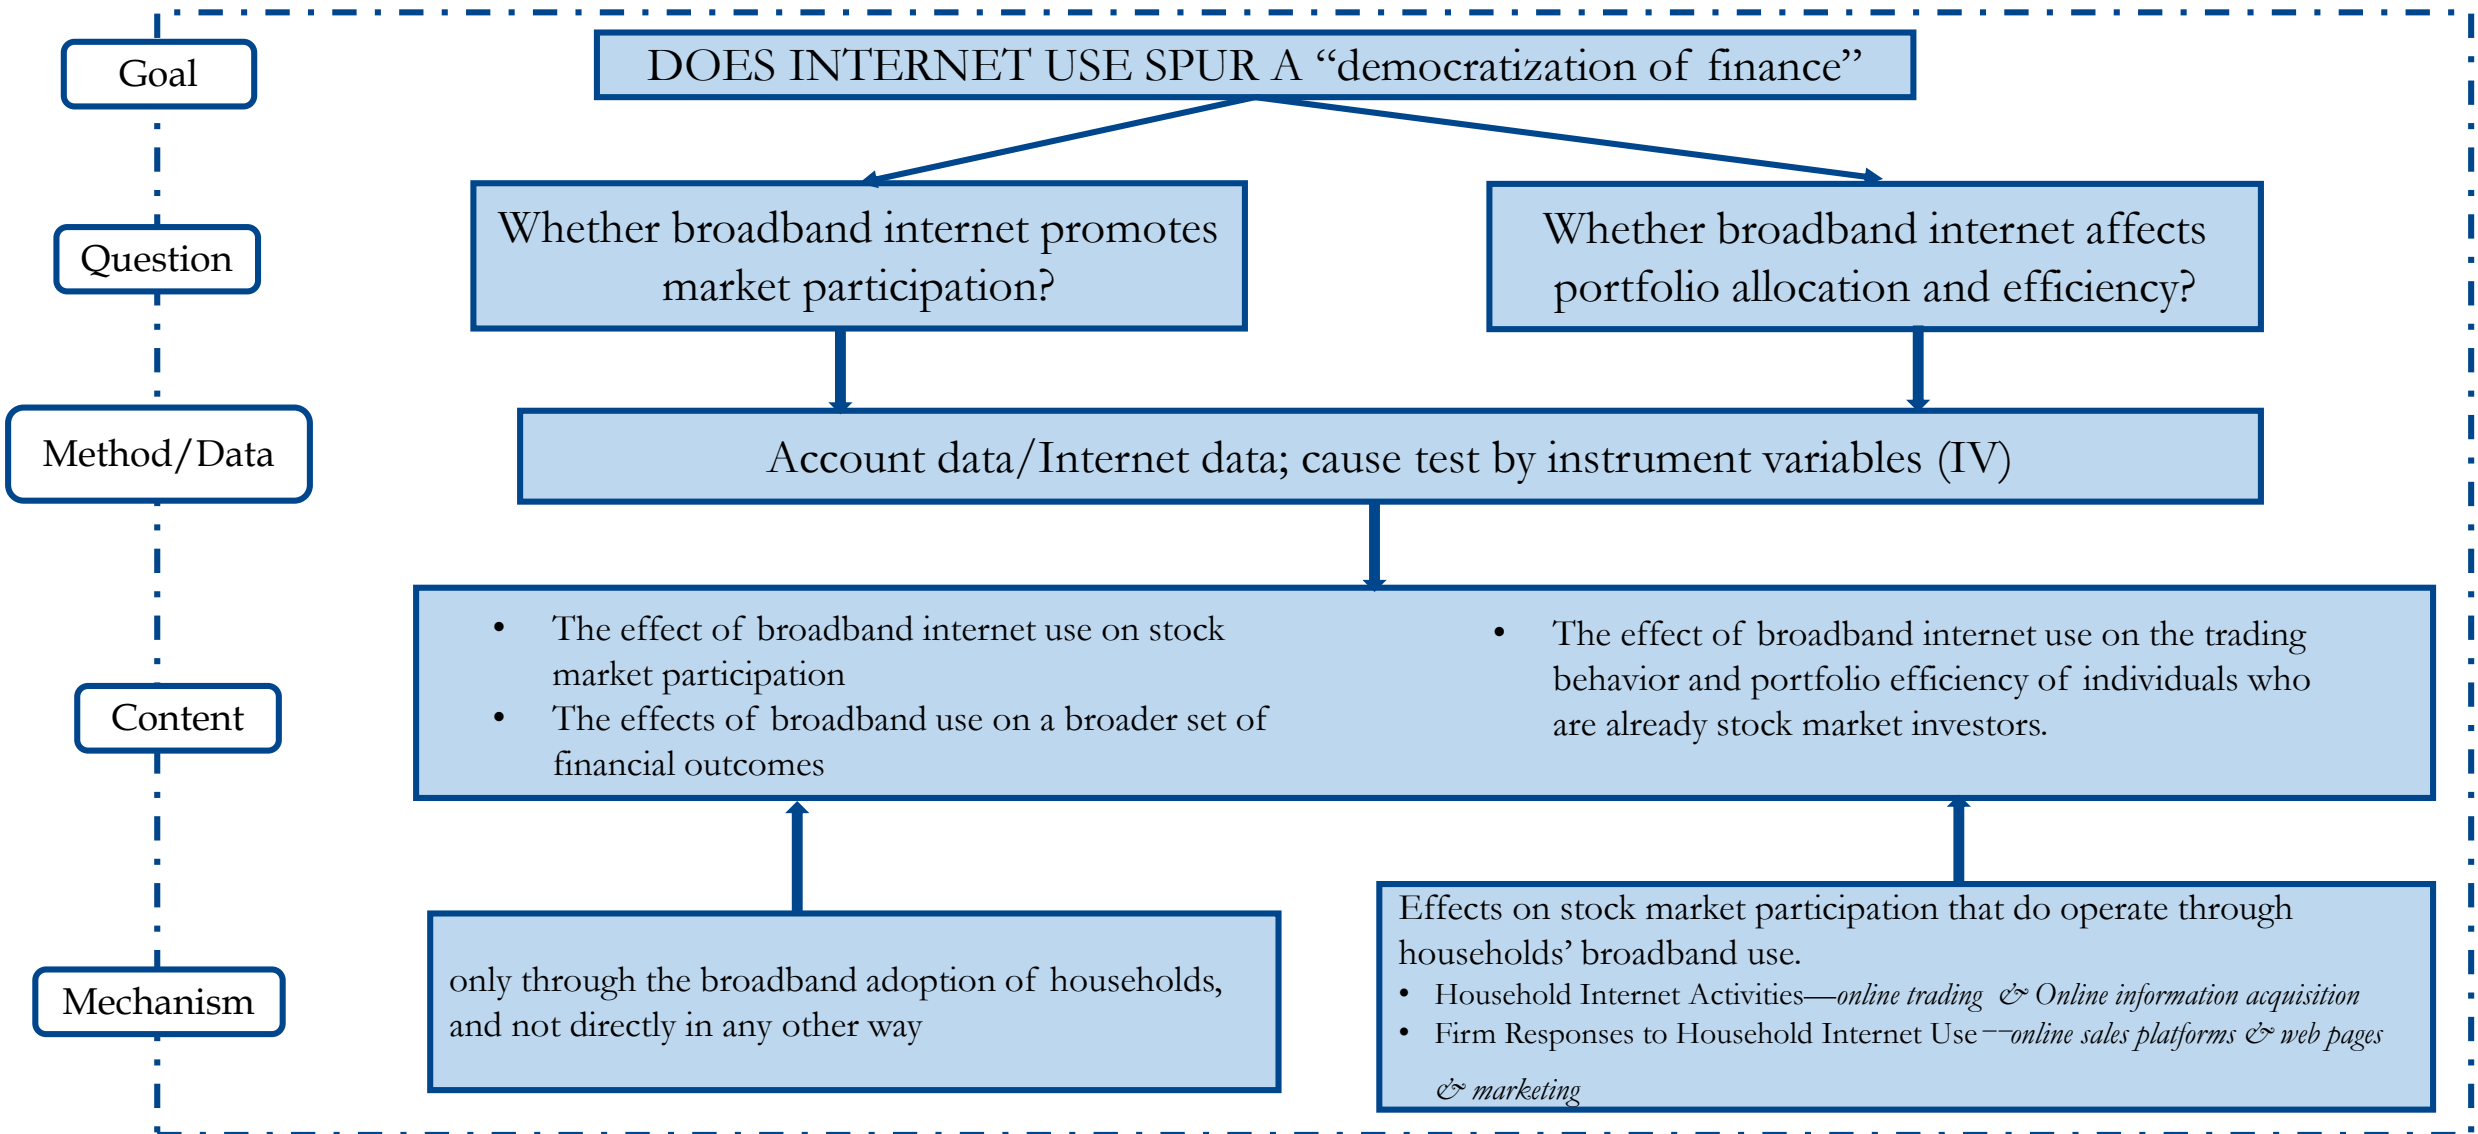 Goal
DOES INTERNET USE SPUR A “democratization of finance”
Question
Whether broadband internet promotes
market participation?
Whether broadband internet affects
portfolio allocation and efficiency?
Method/Data
Account data/Internet data; cause test by instrument variables (IV)
Content
• The effect of broadband internet use on stock
market participation
• The effects of broadband use on a broader set of
financial outcomes
• The effect of broadband internet use on the trading
behavior and portfolio efficiency of individuals who
are already stock market investors.
Mechanism
only through the broadband adoption of households,
and not directly in any other way
Effects on stock market participation that do operate through
households’ broadband use.
• Household Internet Activities—online trading & Online information acquisition
• Firm Responses to Household Internet Use——online sales platforms & web pages
& marketing